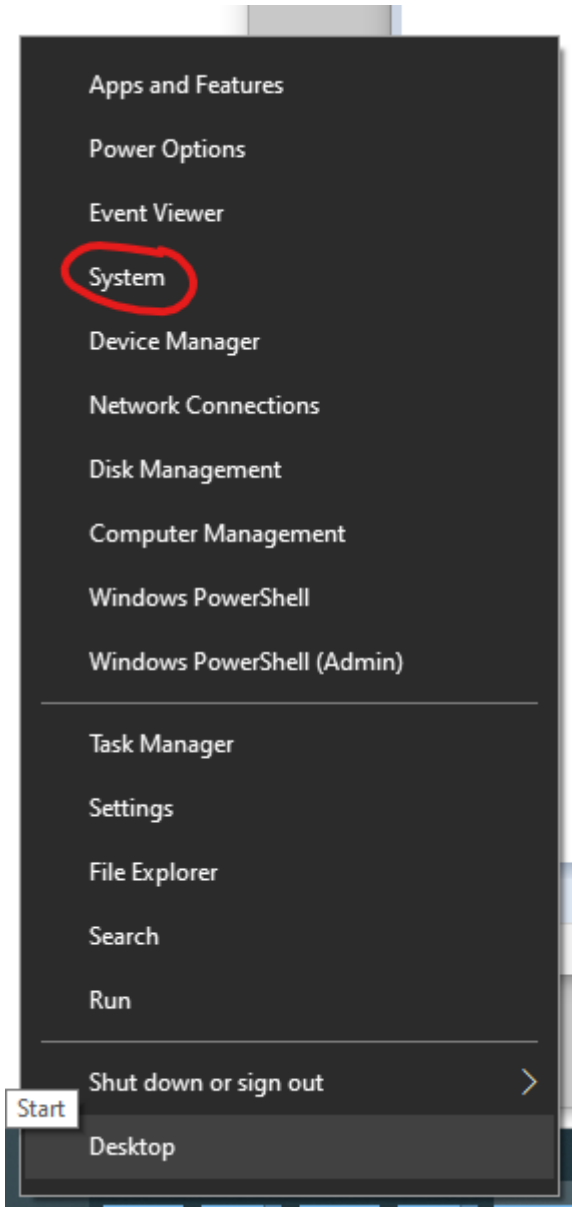 Apps and Features
Power Options
Event Viewer
System
Device Manager
Network Connections
Disk Management
Computer Management
Windows PowerShell
Windows PowerShell (Admin)
Task Manager
Settings
File Explorer
Search
Run
Shut down or sign out
Start
Desktop